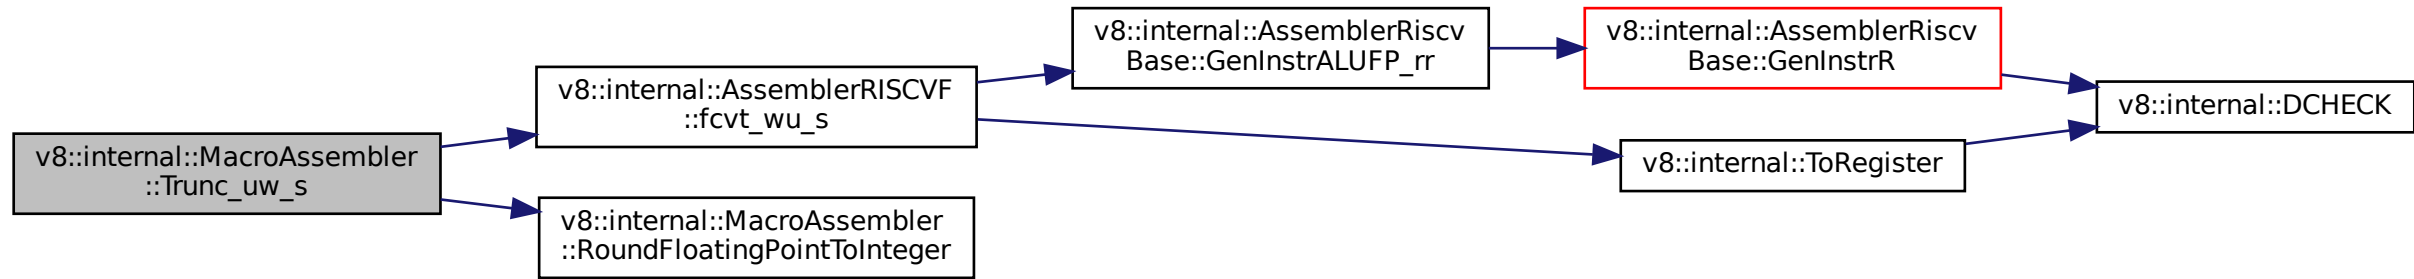 v8::internal::MacroAssembler
::Trunc_uw_s
v8::internal::AssemblerRISCVF
::fcvt_wu_s
v8::internal::MacroAssembler
::RoundFloatingPointToInteger
v8::internal::AssemblerRiscv
Base::GenInstrALUFP_rr
v8::internal::AssemblerRiscv
Base::GenInstrR
v8::internal::ToRegister
v8::internal::DCHECK